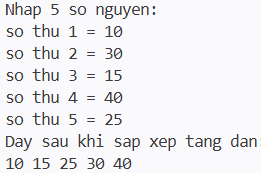 Nhap 5 so nguyen:
so thu 1 = 10
so thu 2 = 30
so thu 3 = 15
so thu 4 = 40
so thu 5 = 25
Day sau khi sap xep tang dan:
10 15 25 30 40